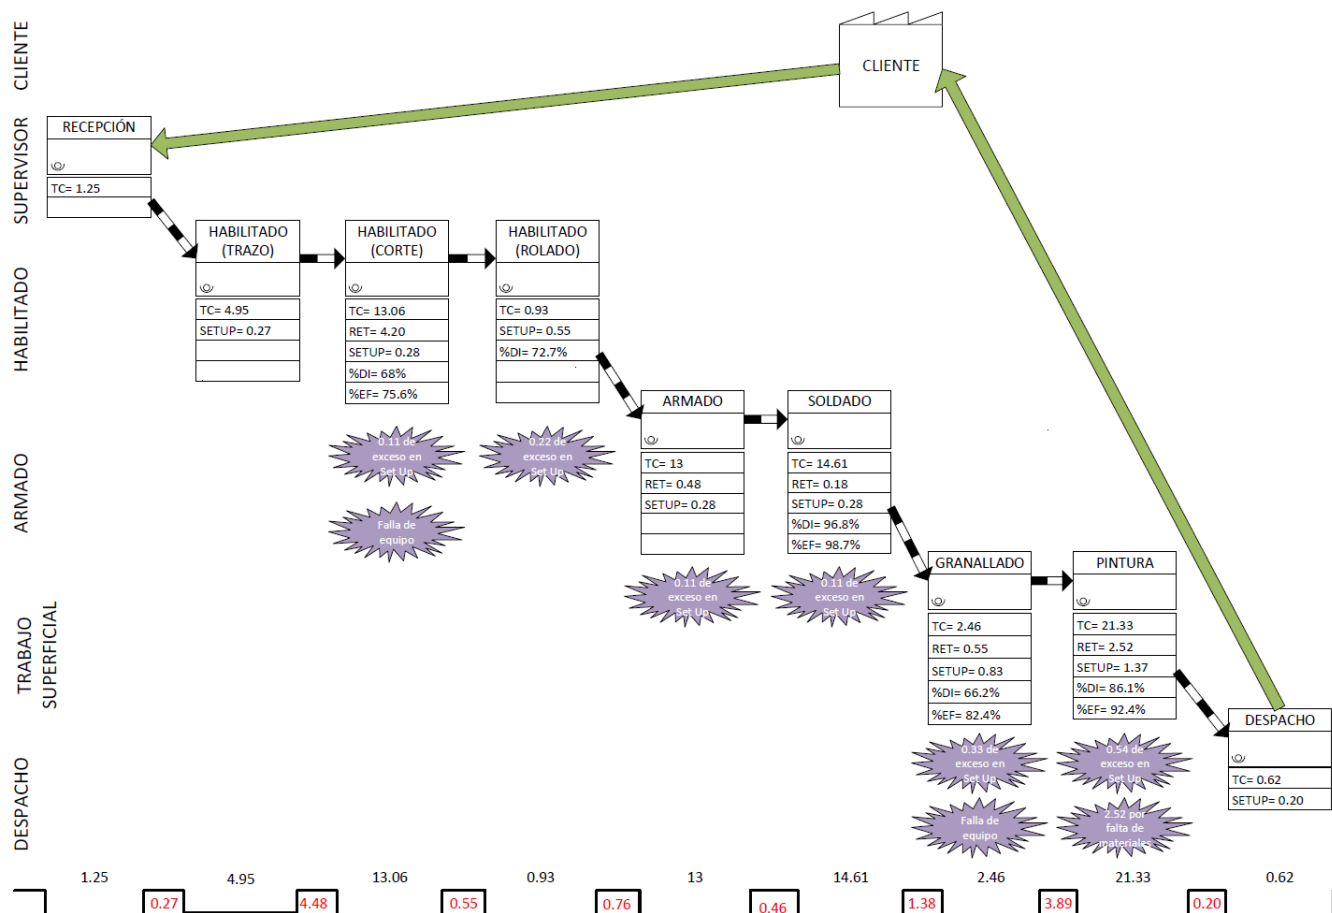 CLIENTE
CLIENTE
SUPERVISOR
RECEPCIÓN
TC= 1.25
HABILITADO
HABILITADO
(TRAZO)
TC= 4.95
SETUP= 0.27
HABILITADO
(CORTE)
TC= 13.06
RET= 4.20
SETUP= 0.28
%DI= 68%
%EF= 75.6%
0.11 de
exceso en
Set Up
Falla de
equipo
HABILITADO
(ROLADO)
TC= 0.93
SETUP= 0.55
%DI= 72.7%
0.22 de
exceso en
Set Up
ARMADO
ARMADO
TC= 13
RET= 0.48
SETUP= 0.28
0.11 de
exceso en
Set Up
SOLDADO
TC= 14.61
RET= 0.18
SETUP= 0.28
%DI= 96.8%
%EF= 98.7%
0.11 de
exceso en
Set Up
TRABAJO
SUPERFICIAL
GRANALLADO
TC= 2.46
RET= 0.55
SETUP= 0.83
%DI= 66.2%
%EF= 82.4%
0.33 de
exceso en
Set Up
Falla de
equipo
PINTURA
TC= 21.33
RET= 2.52
SETUP= 1.37
%DI= 86.1%
%EF= 92.4%
0.54 de
exceso en
Set Up
2.52 por
falta de
materiales
DESPACHO
DESPACHO
TC= 0.62
SETUP= 0.20
1.25 4.95 13.06 0.93 13 14.61 2.46 21.33 0.62
0.27 4.48 0.55 0.76 0.46 1.38 3.89 0.20